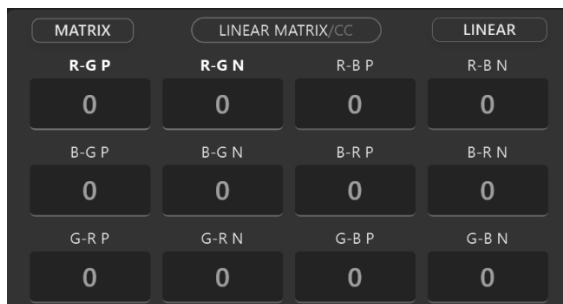 MATRIX LINEAR MATRIX/CC LINEAR
R-G P R-G N R-B P R-B N
0 0 0 0
B-G P B-G N B-R P B-R N
0 0 0 0
G-R P G-R N G-B P G-B N
0 0 0 0